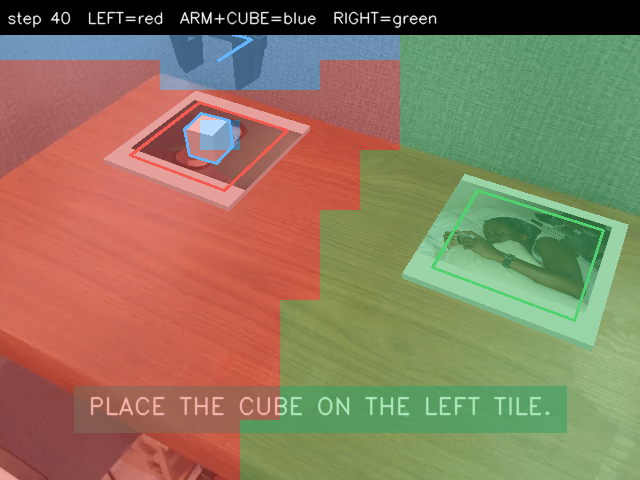 step 40 LEFT=red ARM+CUBE=blue RIGHT=green
PLACE THE CUBE ON THE LEFT TILE.